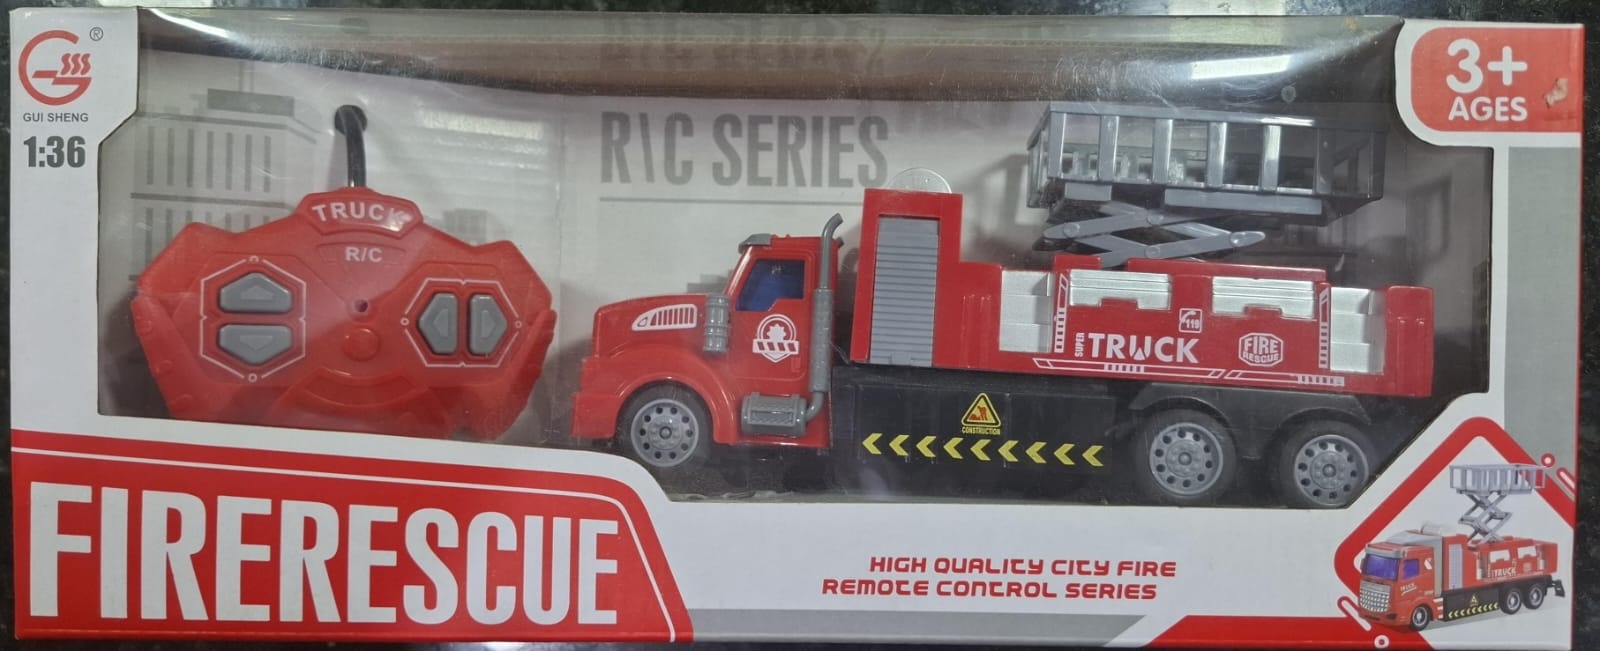 ®
GUI SHENG
1:36
3+
AGES
R\C SERIES
TRUCK
R/C
119
SUPER
TRUCK
FIRE
RESCUE
CONSTRUCTION
FIRERESCUE
HIGH QUALITY CITY FIRE
REMOTE CONTROL SERIES
TRUCK